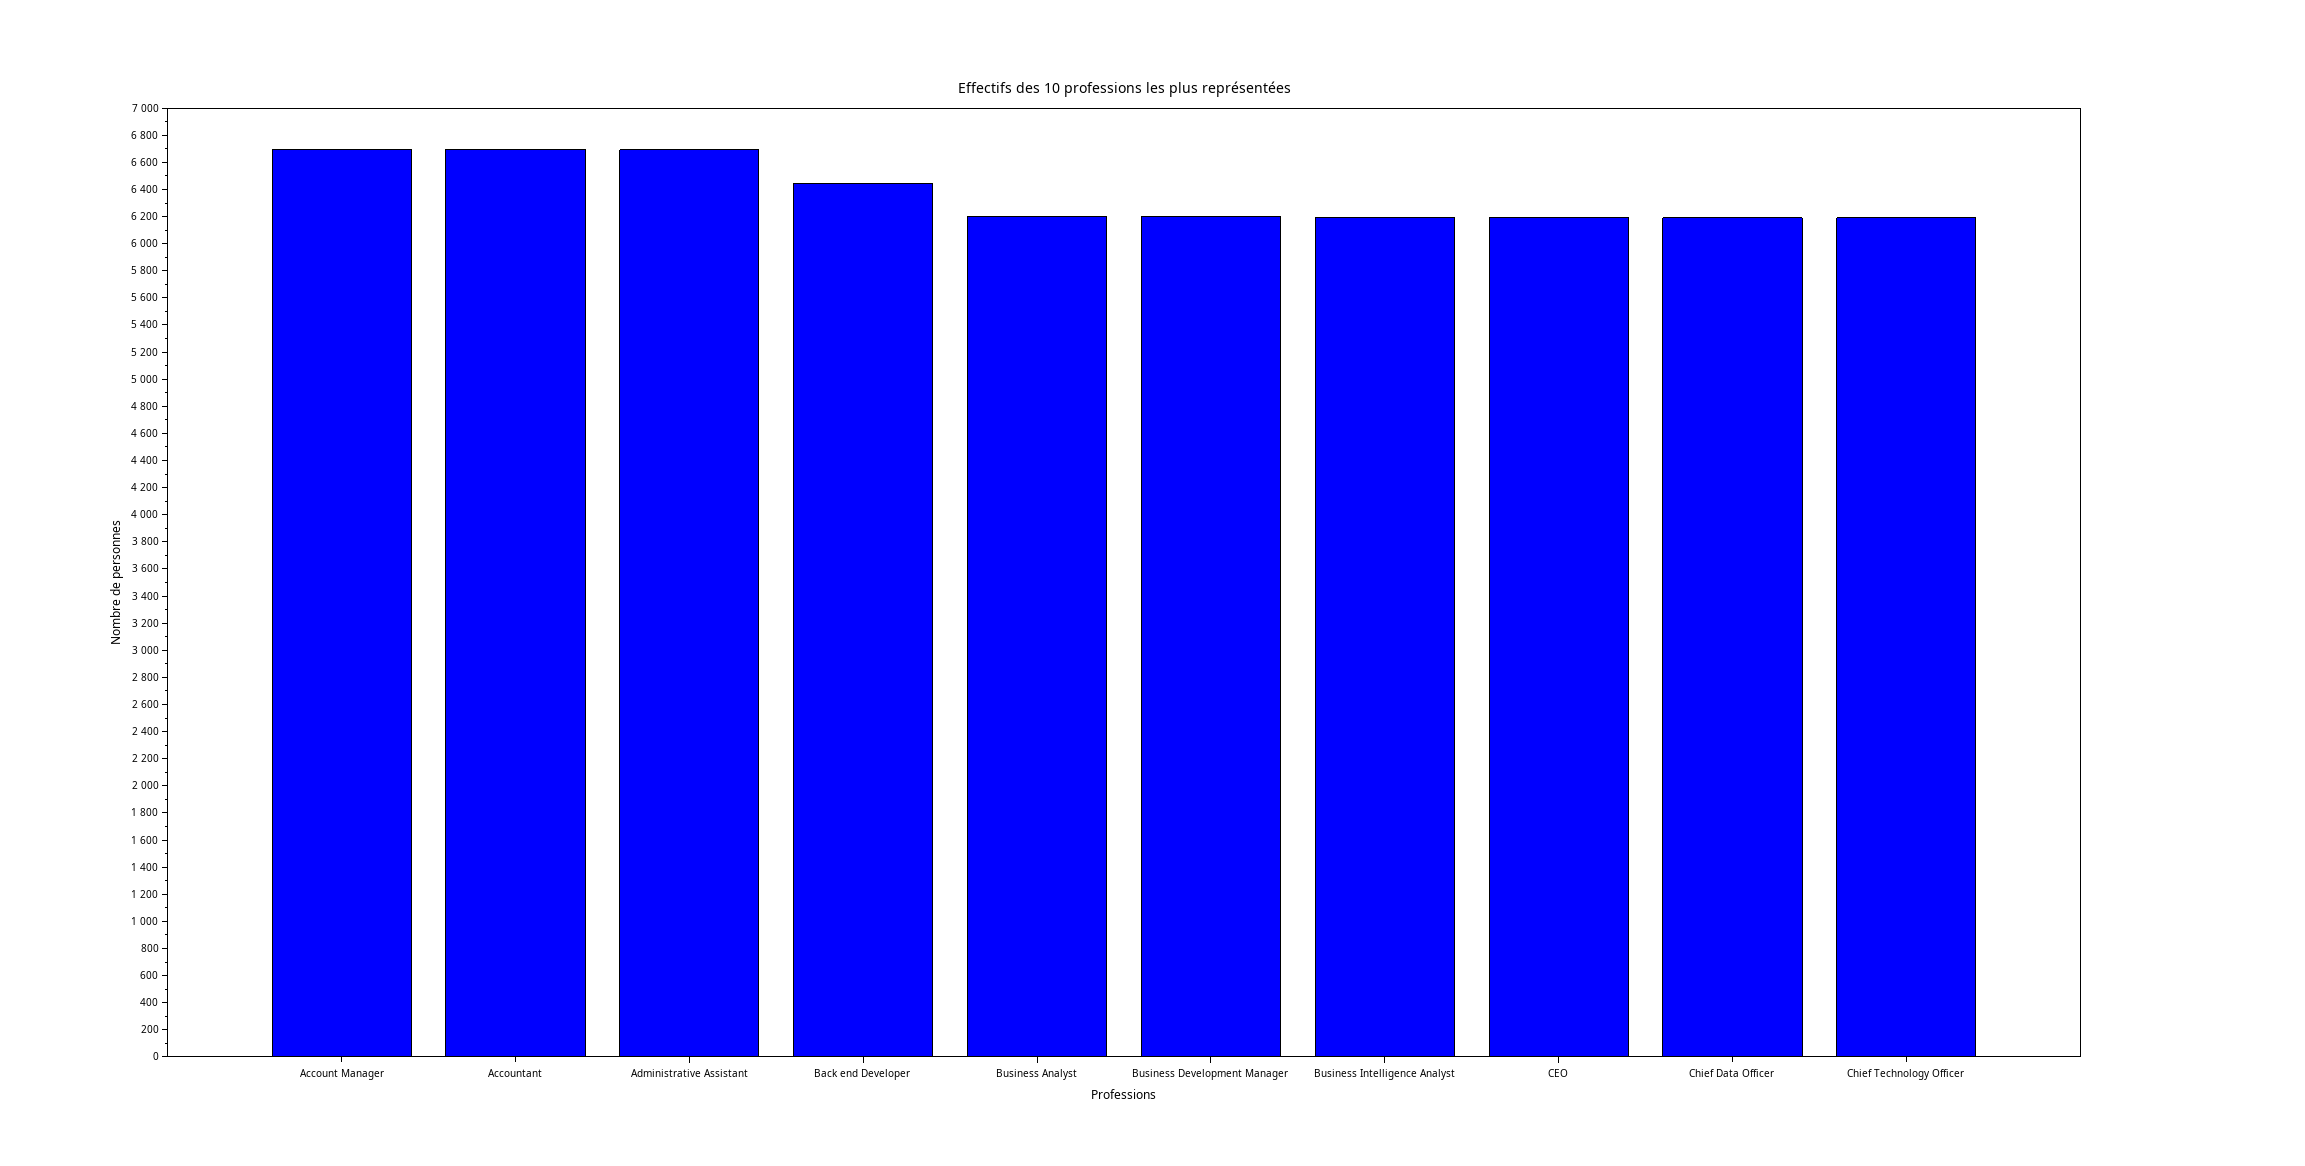 Effectifs des 10 professions les plus représentées
7 000
6 800
6 600
6 400
6 200
6 000
5 800
5 600
5 400
5 200
5 000
4 800
4 600
4 400
4 200
4 000
3 800
3 600
3 400
3 200
3 000
2 800
2 600
2 400
2 200
2 000
1 800
1 600
1 400
1 200
1 000
800
600
400
200
0
Nombre de personnes
Account Manager
Accountant
Administrative Assistant
Back end Developer
Business Analyst
Business Development Manager
Business Intelligence Analyst
CEO
Chief Data Officer
Chief Technology Officer
Professions